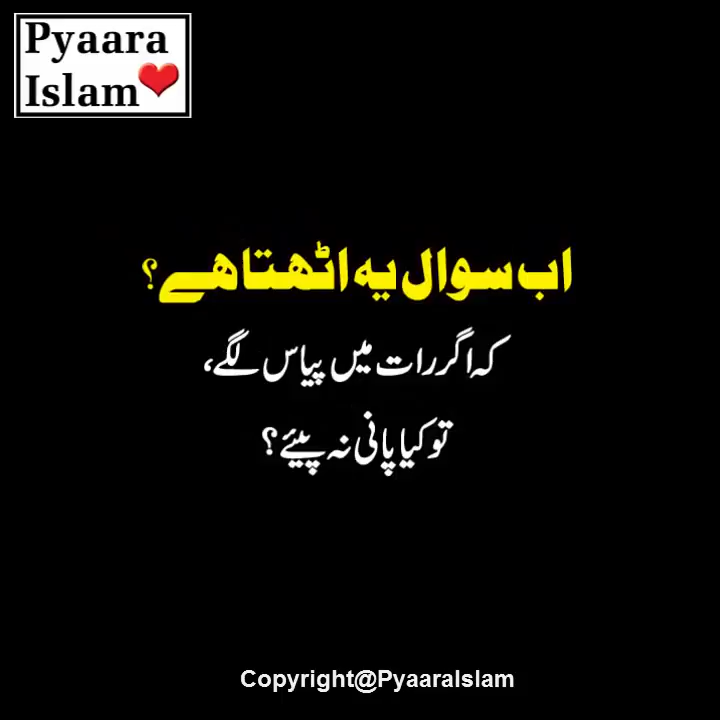 Pyaara
Islam
اب سوال یہ اٹھتا ہے؟
کہ اگر رات میں پیاس لگے،
تو کیا پانی نہ پیئے؟
Copyright@PyaaraIslam